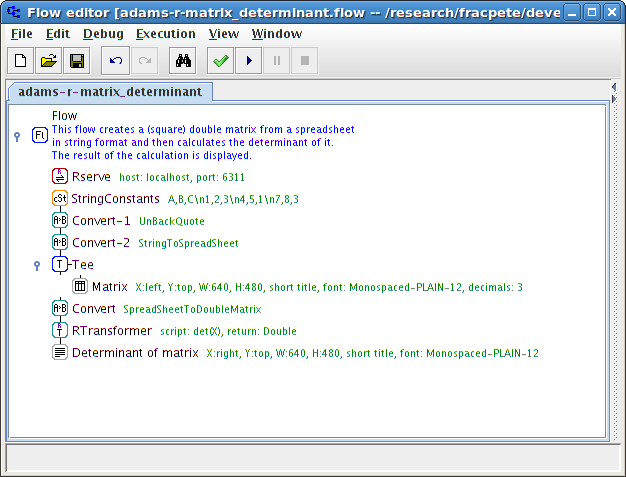 Flow editor [adams-r-matrix_determinant.flow -- /research/fracpete/deve
File Edit Debug Execution View Window
adams-r-matrix_determinant
Flow
Fl This flow creates a (square) double matrix from a spreadsheet
in string format and then calculates the determinant of it.
The result of the calculation is displayed.
R Rserve host: localhost, port: 6311
cSt StringConstants A,B,C\n1,2,3\n4,5,1\n7,8,3
A>B Convert-1 UnBackQuote
A>B Convert-2 StringToSpreadSheet
T Tee
Matrix X:left, Y:top, W:640, H:480, short title, font: Monospaced-PLAIN-12, decimals: 3
A>B Convert SpreadSheetToDoubleMatrix
R T RTransformer script: det(X), return: Double
Determinant of matrix X:right, Y:top, W:640, H:480, short title, font: Monospaced-PLAIN-12